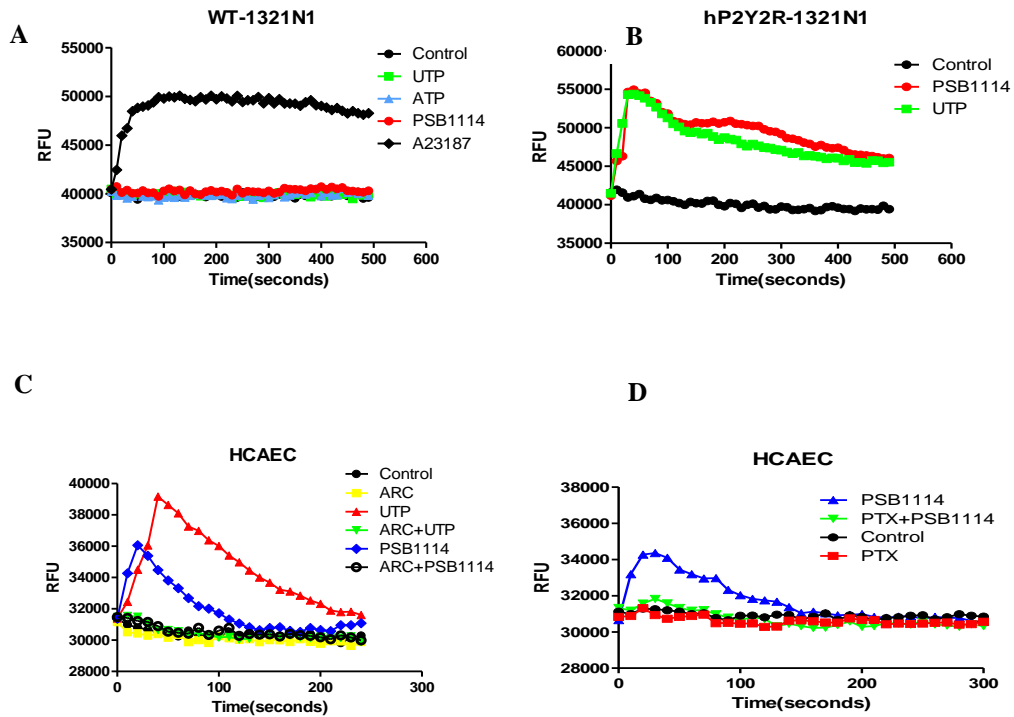 A
WT-1321N1
55000
50000
45000
40000
35000
RFU
0 100 200 300 400 500 600
Time(seconds)
Control
UTP
ATP
PSB1114
A23187
B
hP2Y2R-1321N1
60000
55000
50000
45000
40000
35000
RFU
0 100 200 300 400 500 600
Time(seconds)
Control
PSB1114
UTP
C
HCAEC
40000
38000
36000
34000
32000
30000
28000
RFU
0 100 200 300
Time(seconds)
Control
ARC
UTP
ARC+UTP
PSB1114
ARC+PSB1114
D
HCAEC
38000
36000
34000
32000
30000
28000
RFU
0 100 200 300
Time(seconds)
PSB1114
PTX+PSB1114
Control
PTX